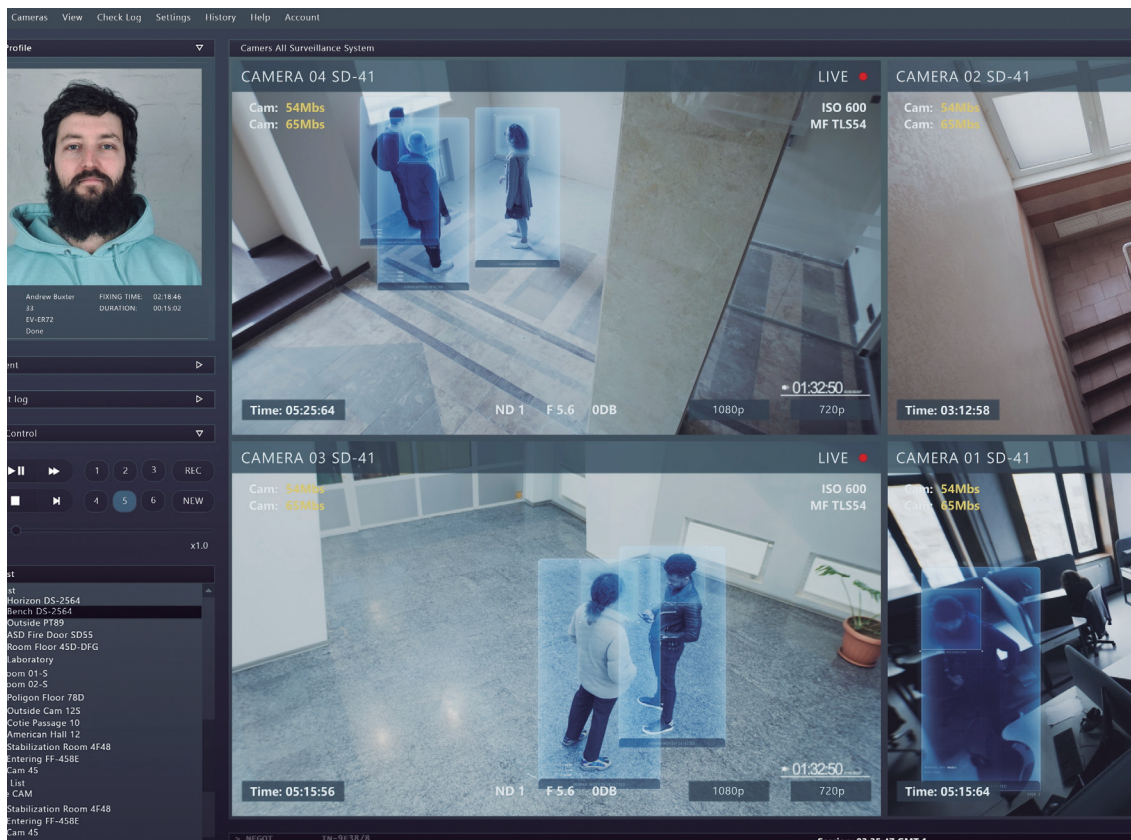 Cameras View Check Log Settings History Help Account
Profile
Andrew Buxter FIXING TIME: 02:18:46
33 DURATION: 00:15:02
EV-ER72
Done
ent
t log
Control
1 2 3 REC
4 5 6 NEW
x1.0
st
st
Horizon DS-2564
Bench DS-2564
Outside PT89
ASD Fire Door SD55
Room Floor 45D-DFG
Laboratory
oom 01-S
oom 02-S
Poligon Floor 78D
Outside Cam 12S
Cotie Passage 10
American Hall 12
Stabilization Room 4F48
Entering FF-458E
Cam 45
List
e CAM
Stabilization Room 4F48
Entering FF-458E
Cam 45
Camers All Surveillance System
CAMERA 04 SD-41 LIVE
Cam: 54Mbs ISO 600
Cam: 65Mbs MF TLS54
01:32:50
Time: 05:25:64 ND 1 F 5.6 0DB 1080p 720p
CAMERA 02 SD-41
Cam: 54Mbs
Cam: 65Mbs
Time: 03:12:58
CAMERA 03 SD-41 LIVE
Cam: 54Mbs ISO 600
Cam: 65Mbs MF TLS54
01:32:50
Time: 05:15:56 ND 1 F 5.6 0DB 1080p 720p
CAMERA 01 SD-41
Cam: 54Mbs
Cam: 65Mbs
Time: 05:15:64
> NEGOT IN-9E38/8